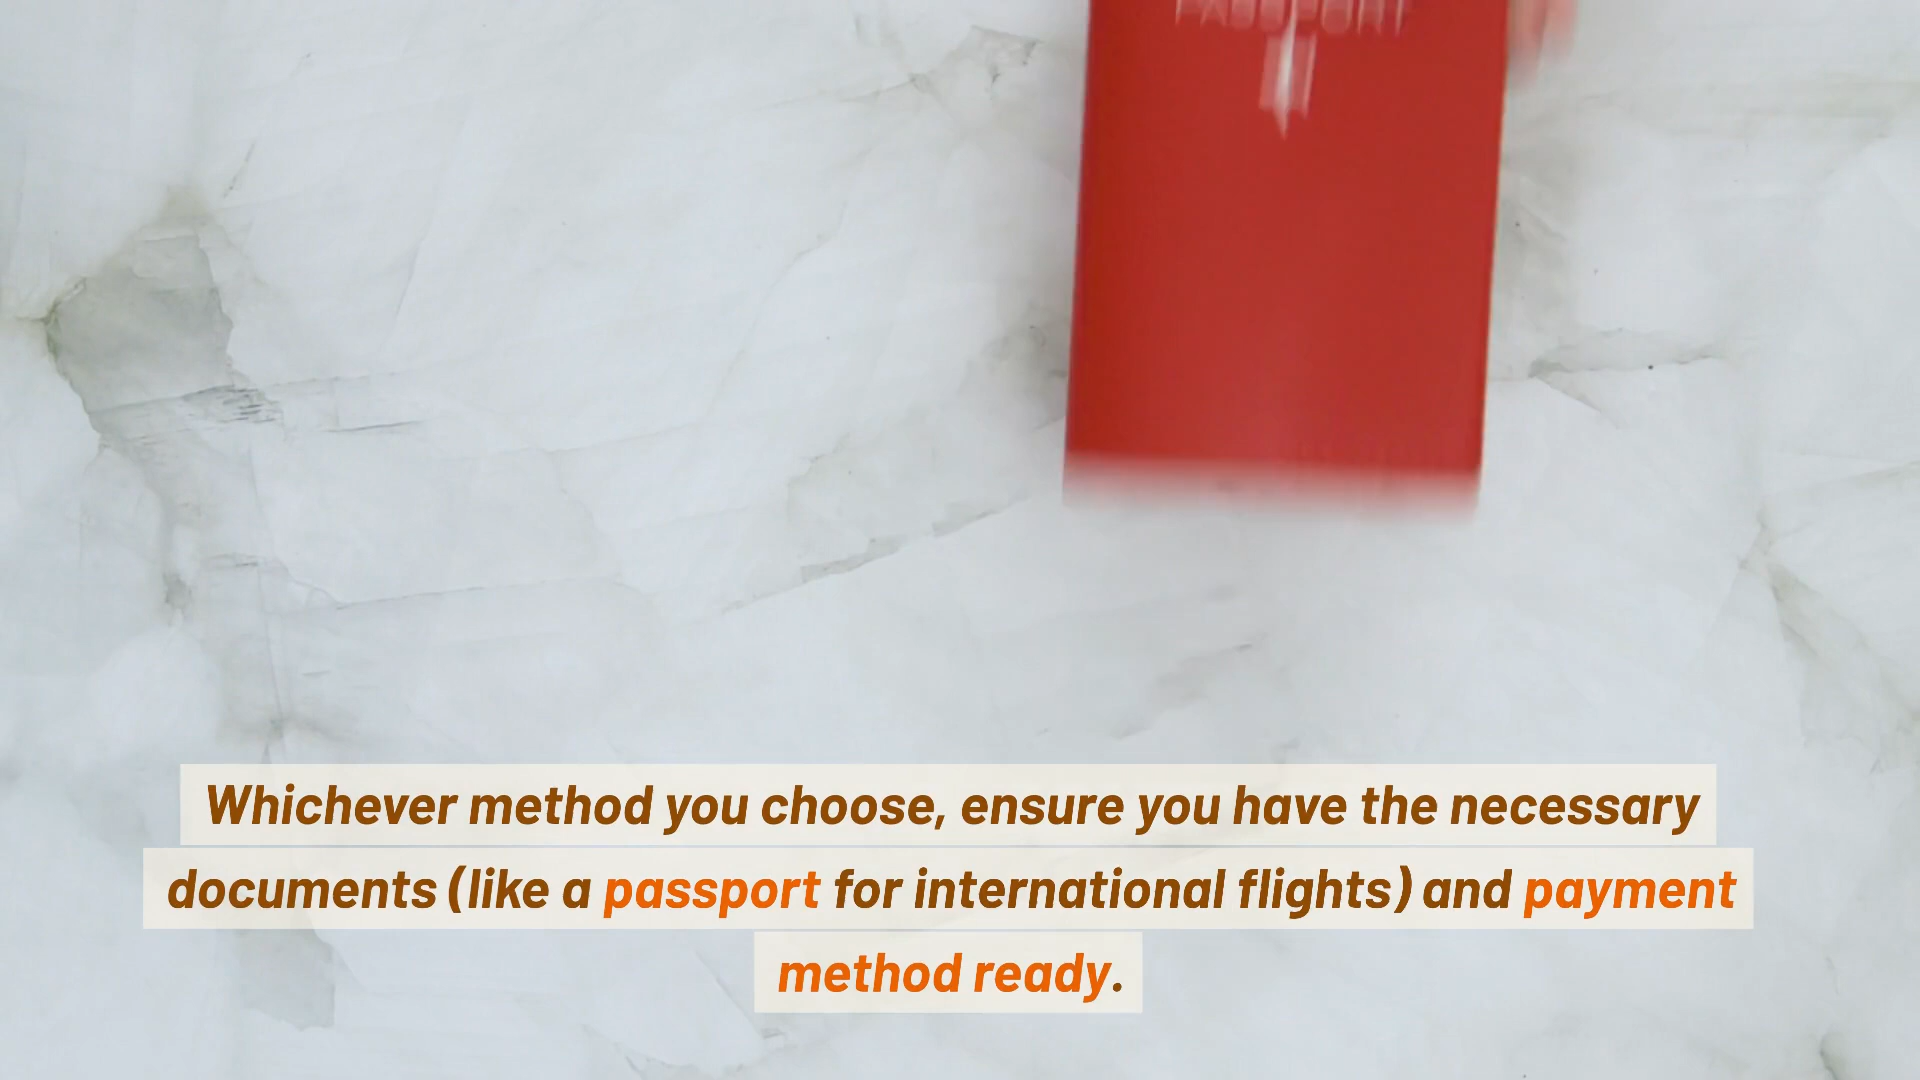 PASSPORT
Whichever method you choose, ensure you have the necessary
documents (like a passport for international flights) and payment
method ready.